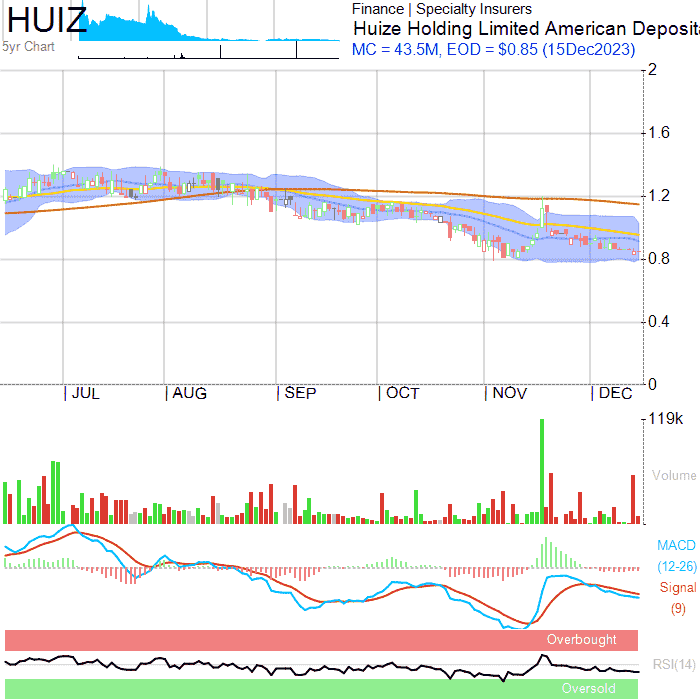 HUIZ
5yr Chart
Finance | Specialty Insurers
Huize Holding Limited American Deposita
MC = 43.5M, EOD = $0.85 (15Dec2023)
2
1.6
1.2
0.8
0.4
0
JUL AUG SEP OCT NOV DEC
119k
Volume
MACD
(12-26)
Signal
(9)
Overbought
RSI(14)
Oversold